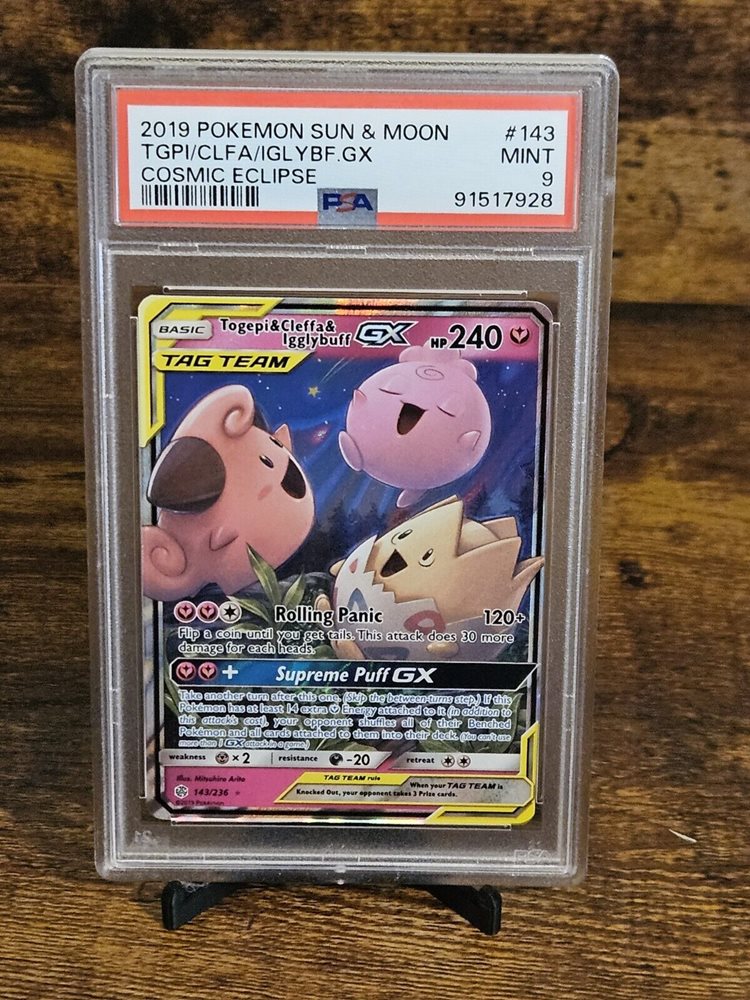 2019 POKEMON SUN & MOON #143
TGPI/CLFA/IGLYBF.GX MINT
COSMIC ECLIPSE 9
PSA 91517928
BASIC Togepi&Cleffa&
Igglybuff GX HP 240
TAG TEAM
Rolling Panic 120+
Flip a coin until you get tails. This attack does 30 more
damage for each heads.
+ Supreme Puff GX
Take another turn after this one. (Skip the between-turns step.) If this
Pokémon has at least 14 extra Energy attached to it (in addition to
this attack's cost), your opponent shuffles all of their Benched
Pokémon and all cards attached to them into their deck. (You can't use
more than 1 GX attack in a game.)
weakness × 2 resistance -20 retreat
Illus. Mitsuhiro Arita TAG TEAM rule When your TAG TEAM is
143/236 Knocked Out, your opponent takes 3 Prize cards.
©2019 Pokémon